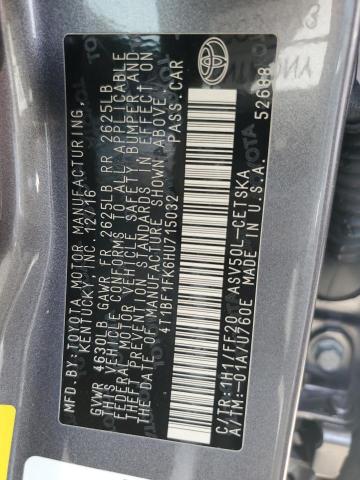 MFD.BY:TOYOTA MOTOR MANUFACTURING,
KENTUCKY, INC. 12/16
GVWR 4630LB GAWR FR 2625LB RR 2625LB
THIS VEHICLE CONFORMS TO ALL APPLICABLE
FEDERAL MOTOR VEHICLE SAFETY, BUMPER, AND
THEFT PREVENTION STANDARDS IN EFFECT ON
THE DATE OF MANUFACTURE SHOWN ABOVE.
4T1BF1FK6HU715092 PASS.CAR
C/TR:1H1/FF20 ASV50L-CETSKA
A/TM:-01A/U760E MADE IN U.S.A.
52688
TOYOTA